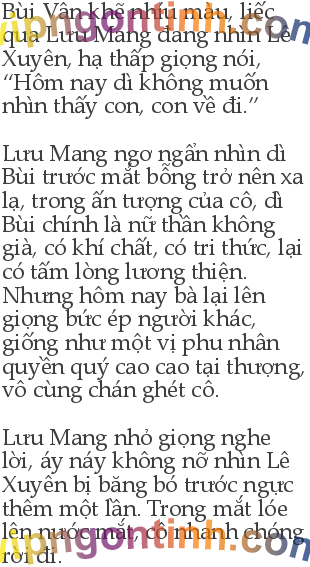 Bùi Vân khẽ nhíu mày, liếc
qua Lưu Mang đang nhìn Lê
Xuyên, hạ thấp giọng nói,
“Hôm nay dì không muốn
nhìn thấy con, con về đi.”

Lưu Mang ngơ ngẩn nhìn dì
Bùi trước mắt bỗng trở nên xa
lạ, trong ấn tượng của cô, dì
Bùi chính là nữ thần không
già, có khí chất, có tri thức, lại
có tấm lòng lương thiện.
Nhưng hôm nay bà lại lên
giọng bức ép người khác,
giống như một vị phu nhân
quyền quý cao cao tại thượng,
vô cùng chán ghét cô.

Lưu Mang nhỏ giọng nghe
lời, áy náy không nỡ nhìn Lê
Xuyên bị băng bó trước ngực
thêm một lần. Trong mắt lóe
lên nước mắt, cô nhanh chóng
rời đi.
vipngontinh.com
vipngontinh.com